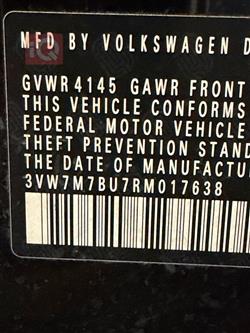 MFD BY VOLKSWAGEN D
GVWR 4145 GAWR FRONT
THIS VEHICLE CONFORMS
FEDERAL MOTOR VEHICLE
THEFT PREVENTION STAND
THE DATE OF MANUFACTUR
3VW7M7BU7RM017638